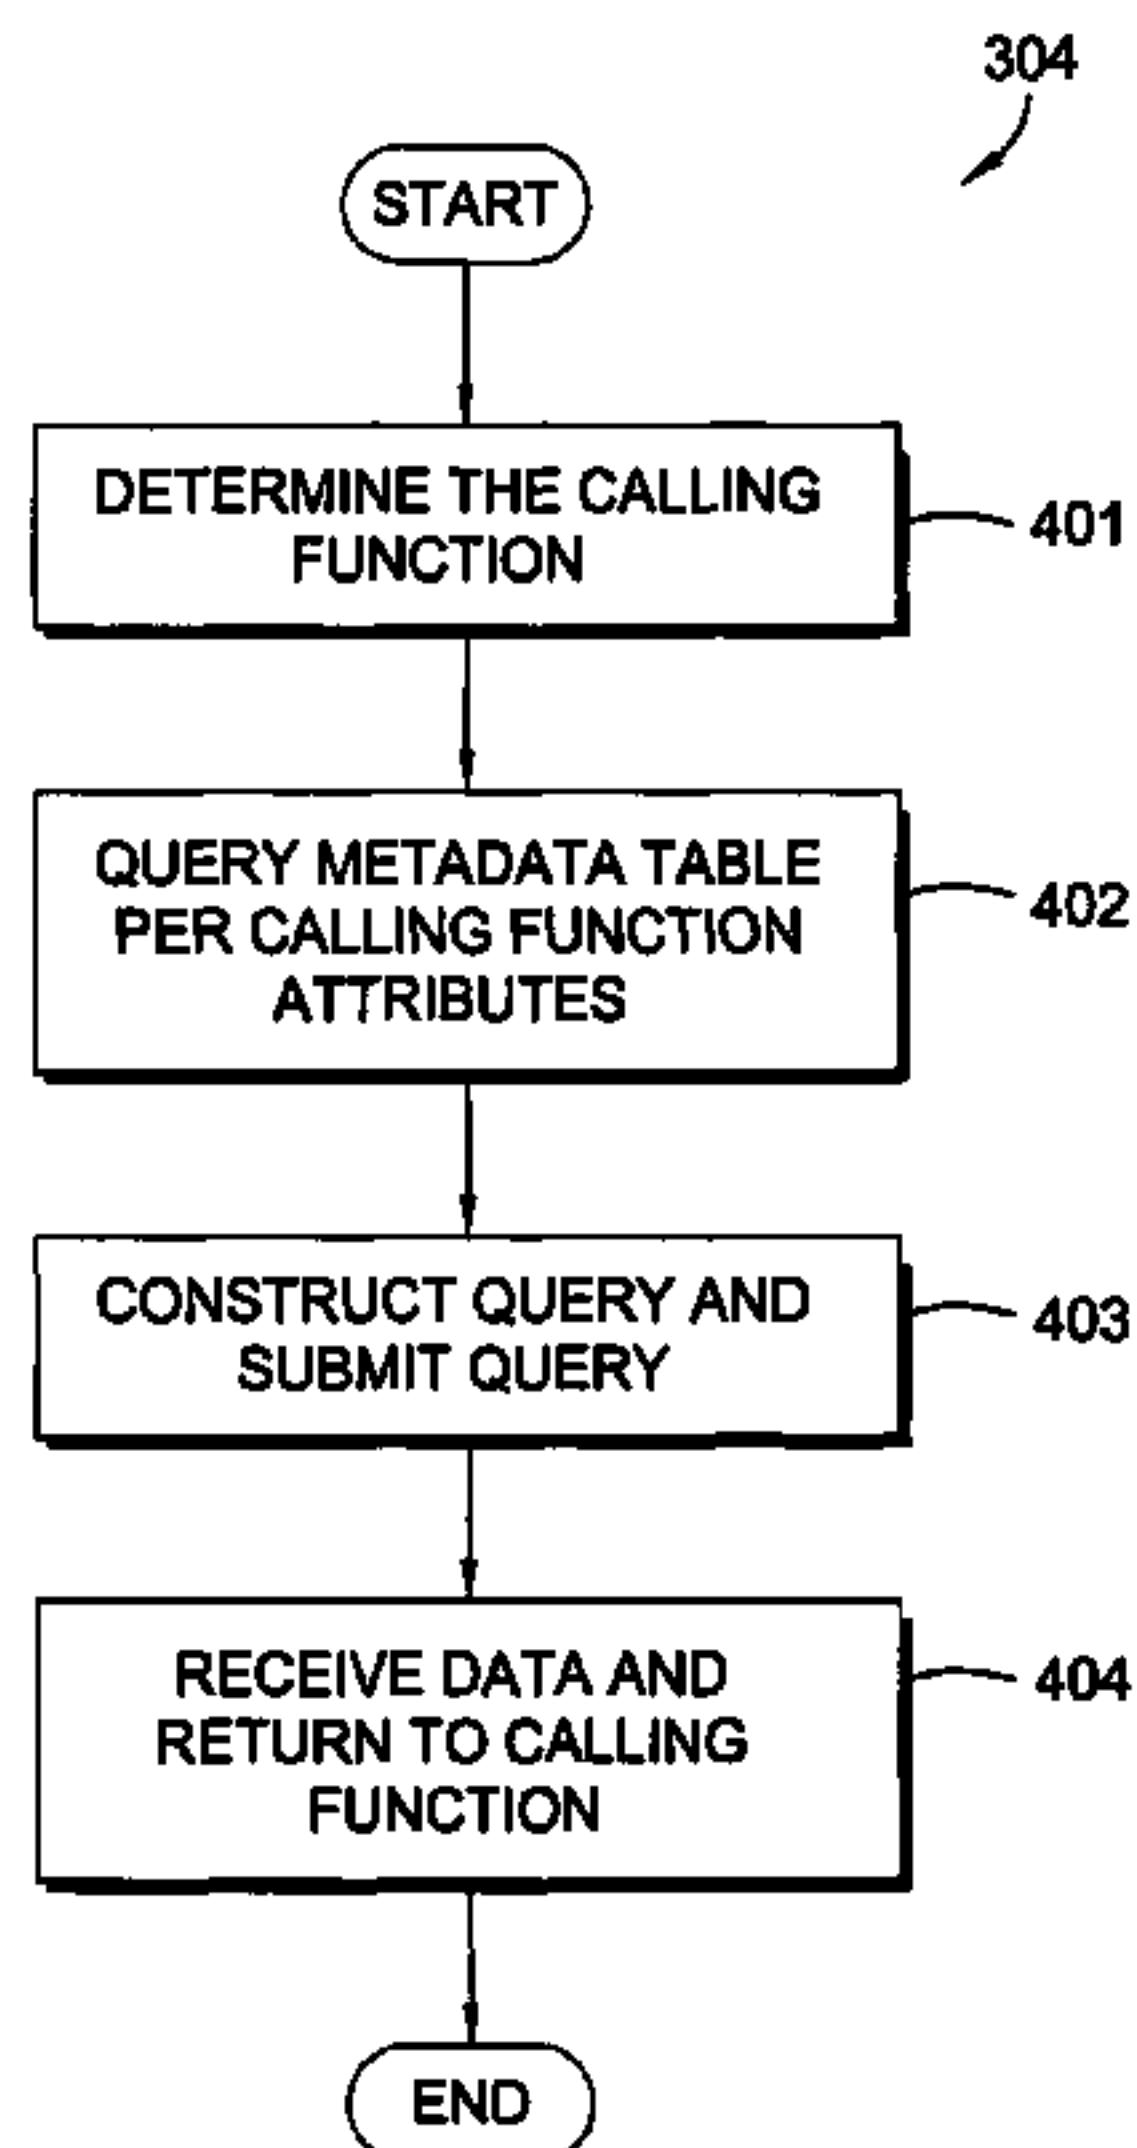 304
START
DETERMINE THE CALLING
FUNCTION
401
QUERY METADATA TABLE
PER CALLING FUNCTION
ATTRIBUTES
402
CONSTRUCT QUERY AND
SUBMIT QUERY
403
RECEIVE DATA AND
RETURN TO CALLING
FUNCTION
404
END